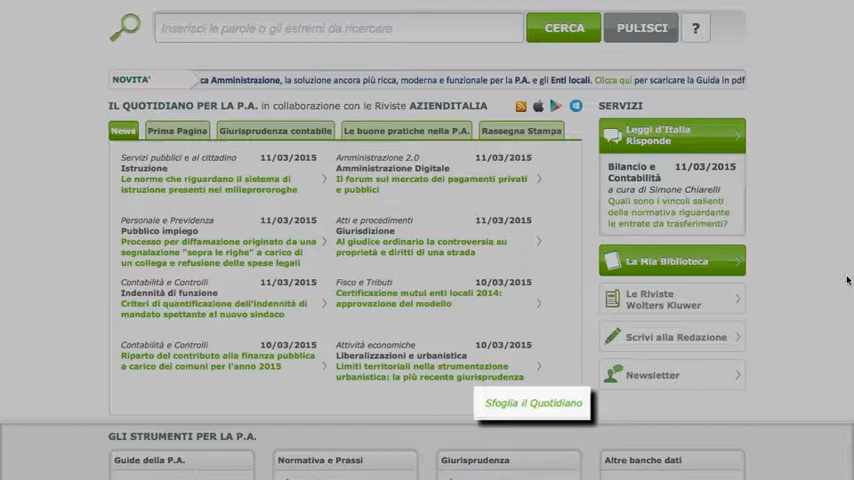 Inserisci le parole o gli estremi da ricercare
CERCA
PULISCI
?
NOVITA'
ca Amministrazione, la soluzione ancora più ricca, moderna e funzionale per la P.A. e gli Enti locali. Clicca qui per scaricare la Guida in pdf
IL QUOTIDIANO PER LA P.A. in collaborazione con le Riviste AZIENDITALIA
News
Prima Pagina
Giurisprudenza contabile
Le buone pratiche nella P.A.
Rassegna Stampa
Servizi pubblici e al cittadino 11/03/2015
Istruzione
Le norme che riguardano il sistema di
istruzione presenti nel milleprororoghe
Amministrazione 2.0 11/03/2015
Amministrazione Digitale
Il forum sul mercato dei pagamenti privati
e pubblici
Personale e Previdenza 11/03/2015
Pubblico impiego
Processo per diffamazione originato da una
segnalazione "sopra le righe" a carico di
un collega e refusione delle spese legali
Atti e procedimenti 11/03/2015
Giurisdizione
Al giudice ordinario la controversia su
proprietà e diritti di una strada
Contabilità e Controlli 11/03/2015
Indennità di funzione
Criteri di quantificazione dell'indennità di
mandato spettante al nuovo sindaco
Fisco e Tributi 10/03/2015
Certificazione mutui enti locali 2014:
approvazione del modello
Contabilità e Controlli 10/03/2015
Riparto del contributo alla finanza pubblica
a carico dei comuni per l'anno 2015
Attività economiche 10/03/2015
Liberalizzazioni e urbanistica
Limiti territoriali nella strumentazione
urbanistica: la più recente giurisprudenza
Sfoglia il Quotidiano
SERVIZI
Leggi d'Italia
Risponde
Bilancio e 11/03/2015
Contabilità
a cura di Simone Chiarelli
Quali sono i vincoli salienti
della normativa riguardante
le entrate da trasferimenti?
La Mia Biblioteca
Le Riviste
Wolters Kluwer
Scrivi alla Redazione
Newsletter
GLI STRUMENTI PER LA P.A.
Guide della P.A.
Normativa e Prassi
Giurisprudenza
Altre banche dati